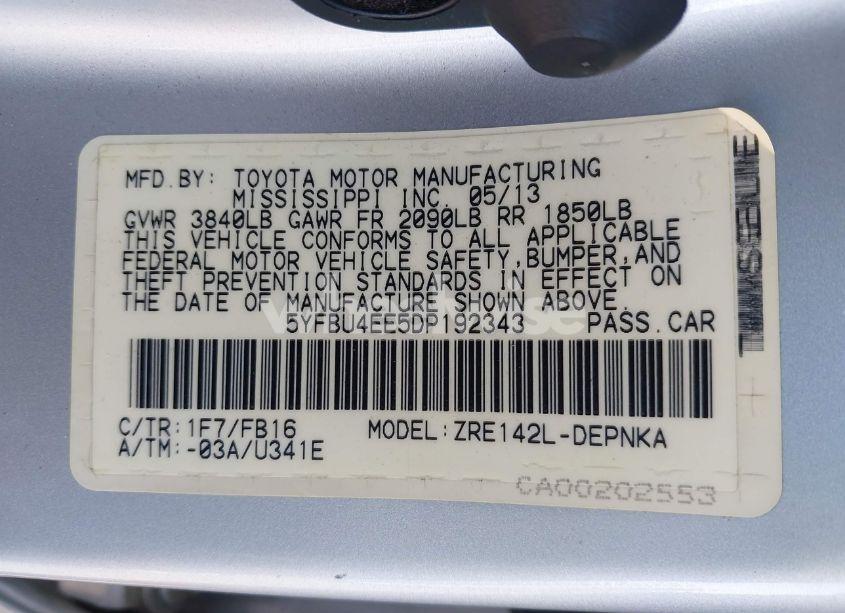 MFD.BY: TOYOTA MOTOR MANUFACTURING
MISSISSIPPI INC. 05/13
GVWR 3840LB GAWR FR 2090LB RR 1850LB
THIS VEHICLE CONFORMS TO ALL APPLICABLE
FEDERAL MOTOR VEHICLE SAFETY,BUMPER,AND
THEFT PREVENTION STANDARDS IN EFFECT ON
THE DATE OF MANUFACTURE SHOWN ABOVE.
5YFBU4EE5DP192343 PASS.CAR
C/TR:1F7/FB16 MODEL:ZRE142L-DEPNKA
A/TM:-03A/U341E
CA00202553